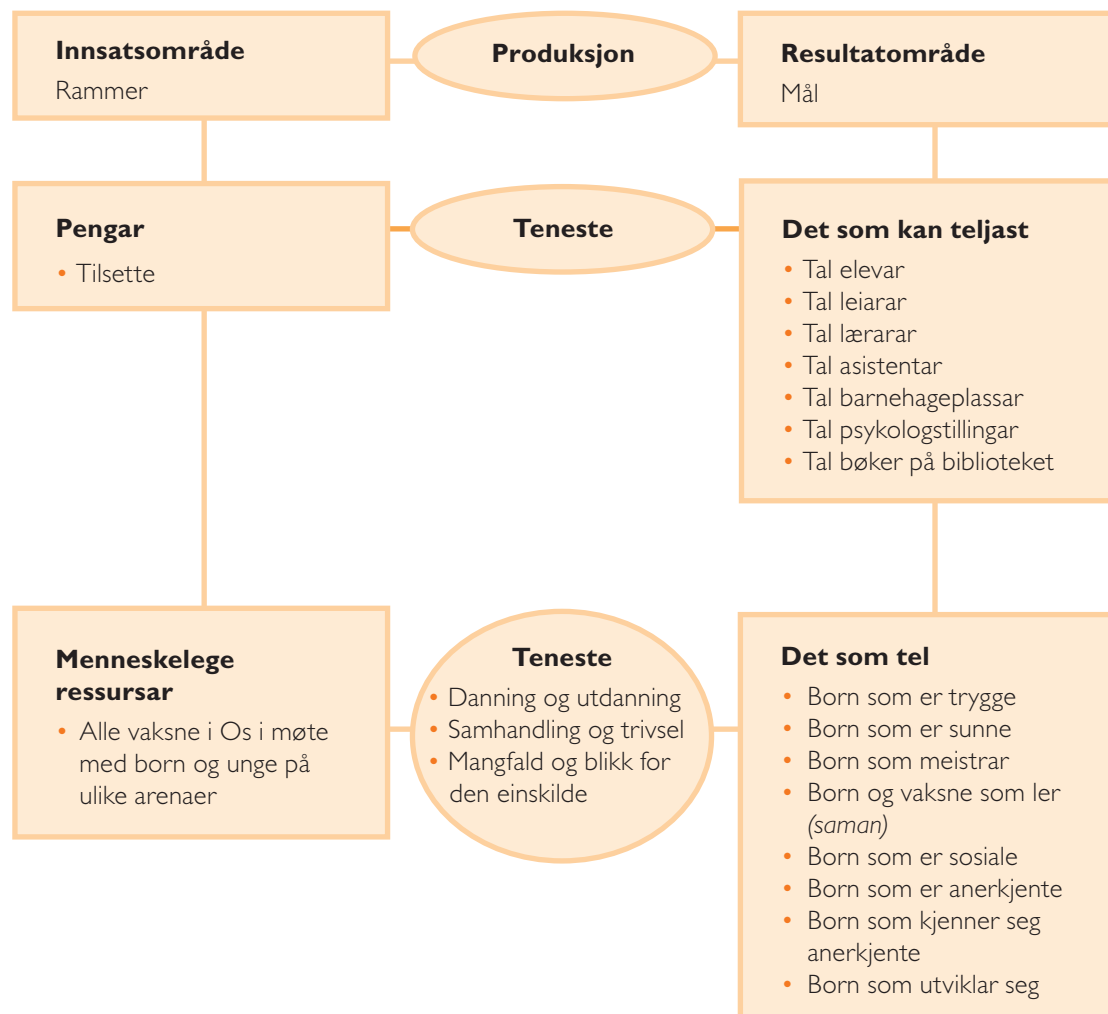 Innsatsområde
Rammer
Produksjon
Resultatområde
Mål
Pengar
• Tilsette
Teneste
Det som kan teljast
• Tal elevar
• Tal leiarar
• Tal lærarar
• Tal asistentar
• Tal barnehageplassar
• Tal psykologstillingar
• Tal bøker på biblioteket
Menneskelege
ressursar
• Alle vaksne i Os i møte
med born og unge på
ulike arenaer
Teneste
• Danning og utdanning
• Samhandling og trivsel
• Mangfald og blikk for
den einskilde
Det som tel
• Born som er trygge
• Born som er sunne
• Born som meistrar
• Born og vaksne som ler
(saman)
• Born som er sosiale
• Born som er anerkjente
• Born som kjenner seg
anerkjente
• Born som utviklar seg